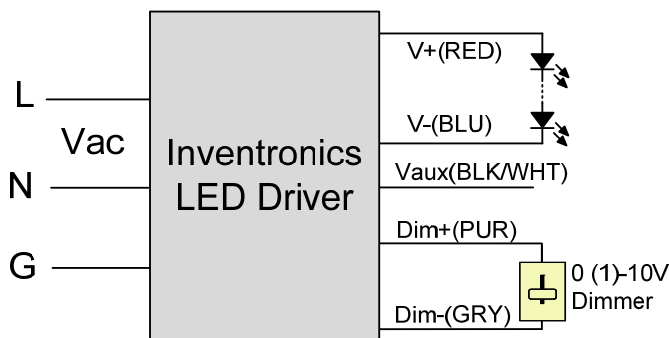 L
Vac
N
G
Inventronics
LED Driver
V+(RED)
V-(BLU)
Vaux(BLK/WHT)
Dim+(PUR)
Dim-(GRY)
0 (1)-10V
Dimmer